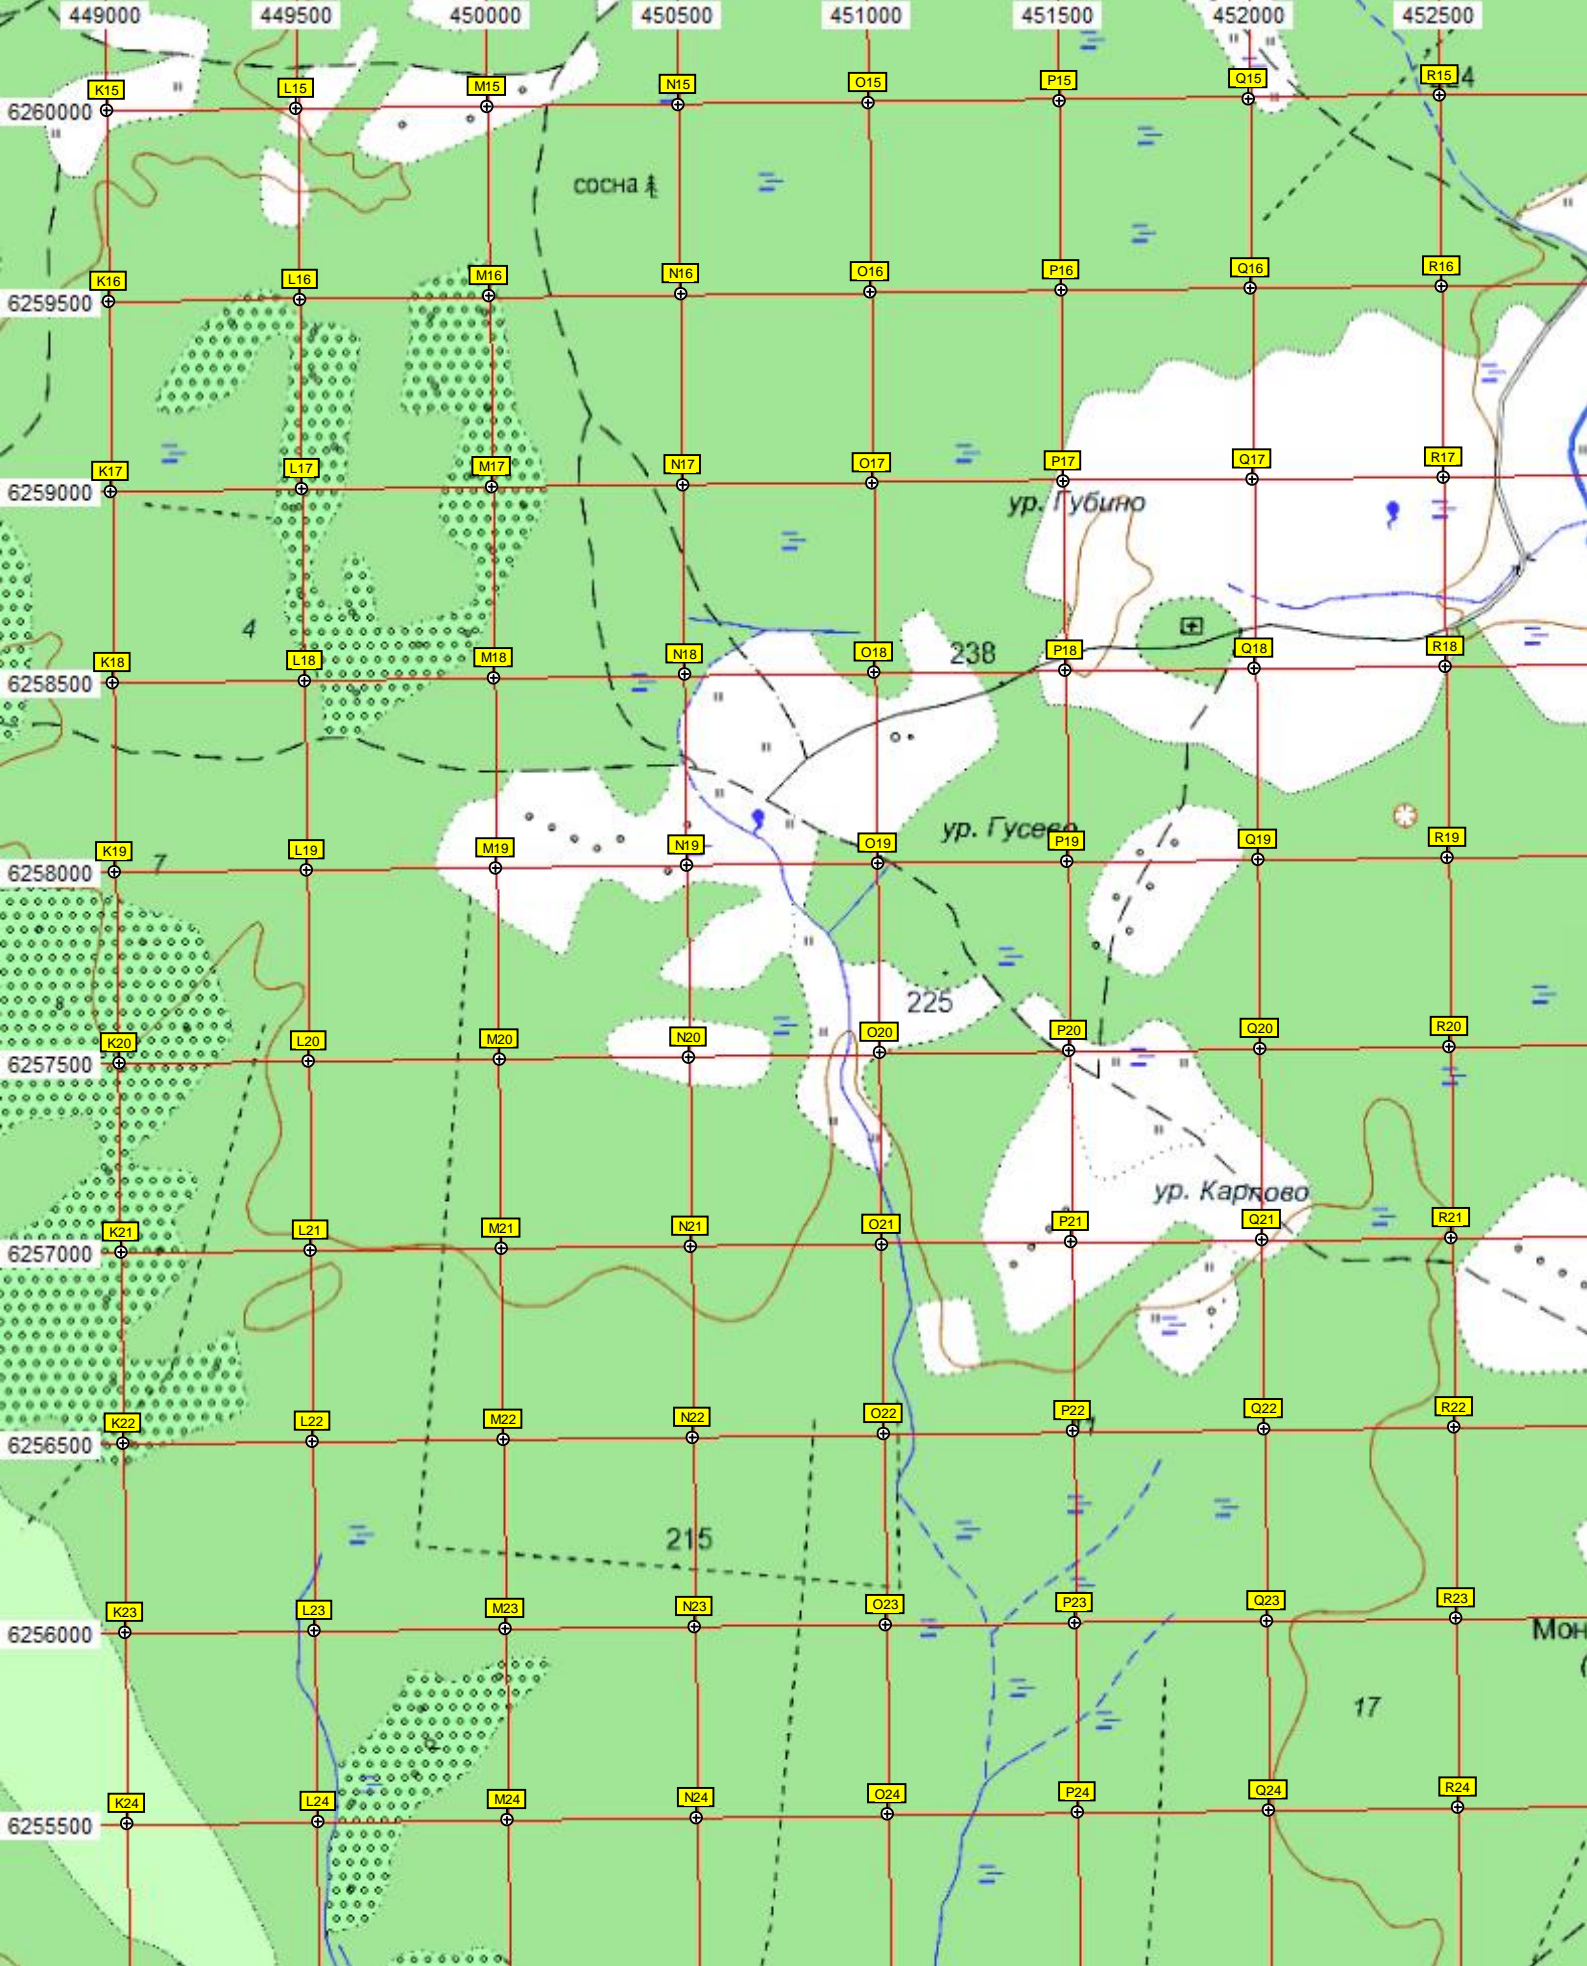 449000 449500 450000 450500 451000 451500 452000 452500
K15 L15 M15 N15 O15 P15 Q15 R15
6260000
сосна
K16 L16 M16 N16 O16 P16 Q16 R16
6259500
K17 L17 M17 N17 O17 P17 Q17 R17
6259000
ур. Губино
4
238
K18 L18 M18 N18 O18 P18 Q18 R18
6258500
ур. Гусево
K19 L19 M19 N19 O19 P19 Q19 R19
6258000
7
225
K20 L20 M20 N20 O20 P20 Q20 R20
6257500
ур. Карпово
K21 L21 M21 N21 O21 P21 Q21 R21
6257000
K22 L22 M22 N22 O22 P22 Q22 R22
6256500
215
K23 L23 M23 N23 O23 P23 Q23 R23
6256000
Мон
17
K24 L24 M24 N24 O24 P24 Q24 R24
6255500